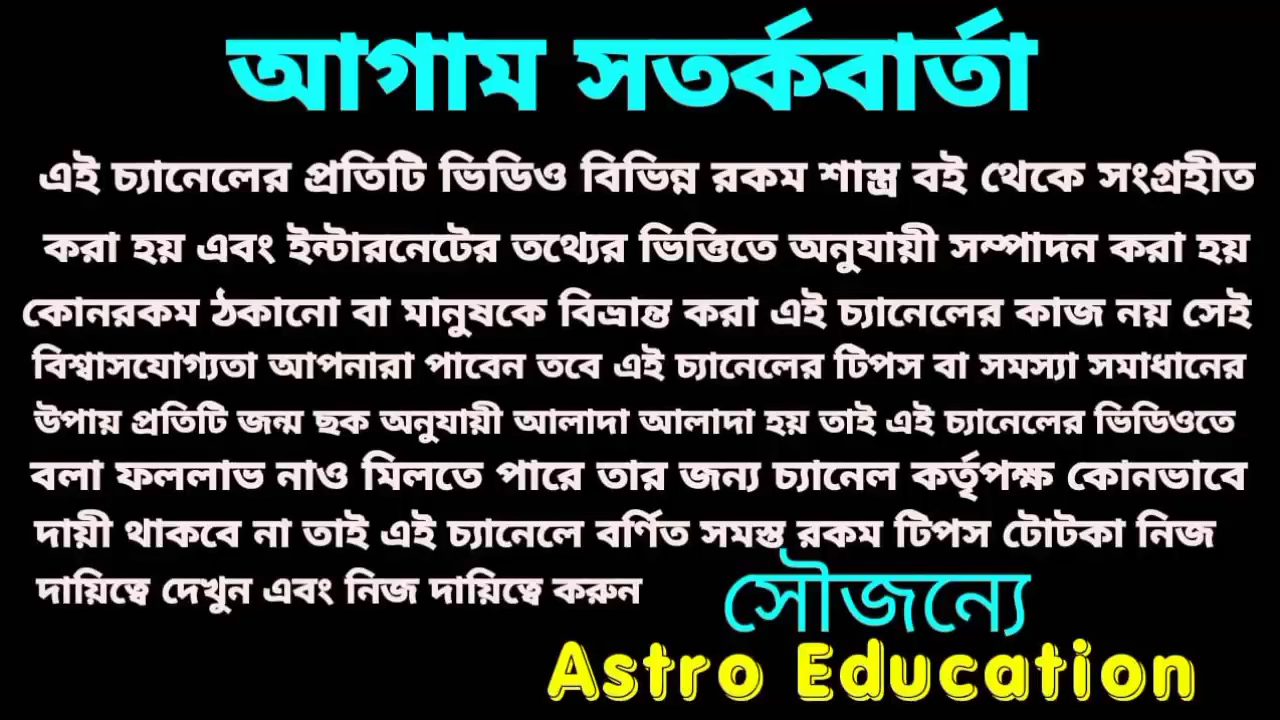 আগাম সতর্কবার্তা
এই চ্যানেলের প্রতিটি ভিডিও বিভিন্ন রকম শাস্ত্র বই থেকে সংগ্রহীত
করা হয় এবং ইন্টারনেটের তথ্যের ভিত্তিতে অনুযায়ী সম্পাদন করা হয়
কোনরকম ঠকানো বা মানুষকে বিভ্রান্ত করা এই চ্যানেলের কাজ নয় সেই
বিশ্বাসযোগ্যতা আপনারা পাবেন তবে এই চ্যানেলের টিপস বা সমস্যা সমাধানের
উপায় প্রতিটি জন্ম ছক অনুযায়ী আলাদা আলাদা হয় তাই এই চ্যানেলের ভিডিওতে
বলা ফললাভ নাও মিলতে পারে তার জন্য চ্যানেল কর্তৃপক্ষ কোনভাবে
দায়ী থাকবে না তাই এই চ্যানেলে বর্ণিত সমস্ত রকম টিপস টোটকা নিজ
দায়িত্বে দেখুন এবং নিজ দায়িত্বে করুন
সৌজন্যে
Astro Education